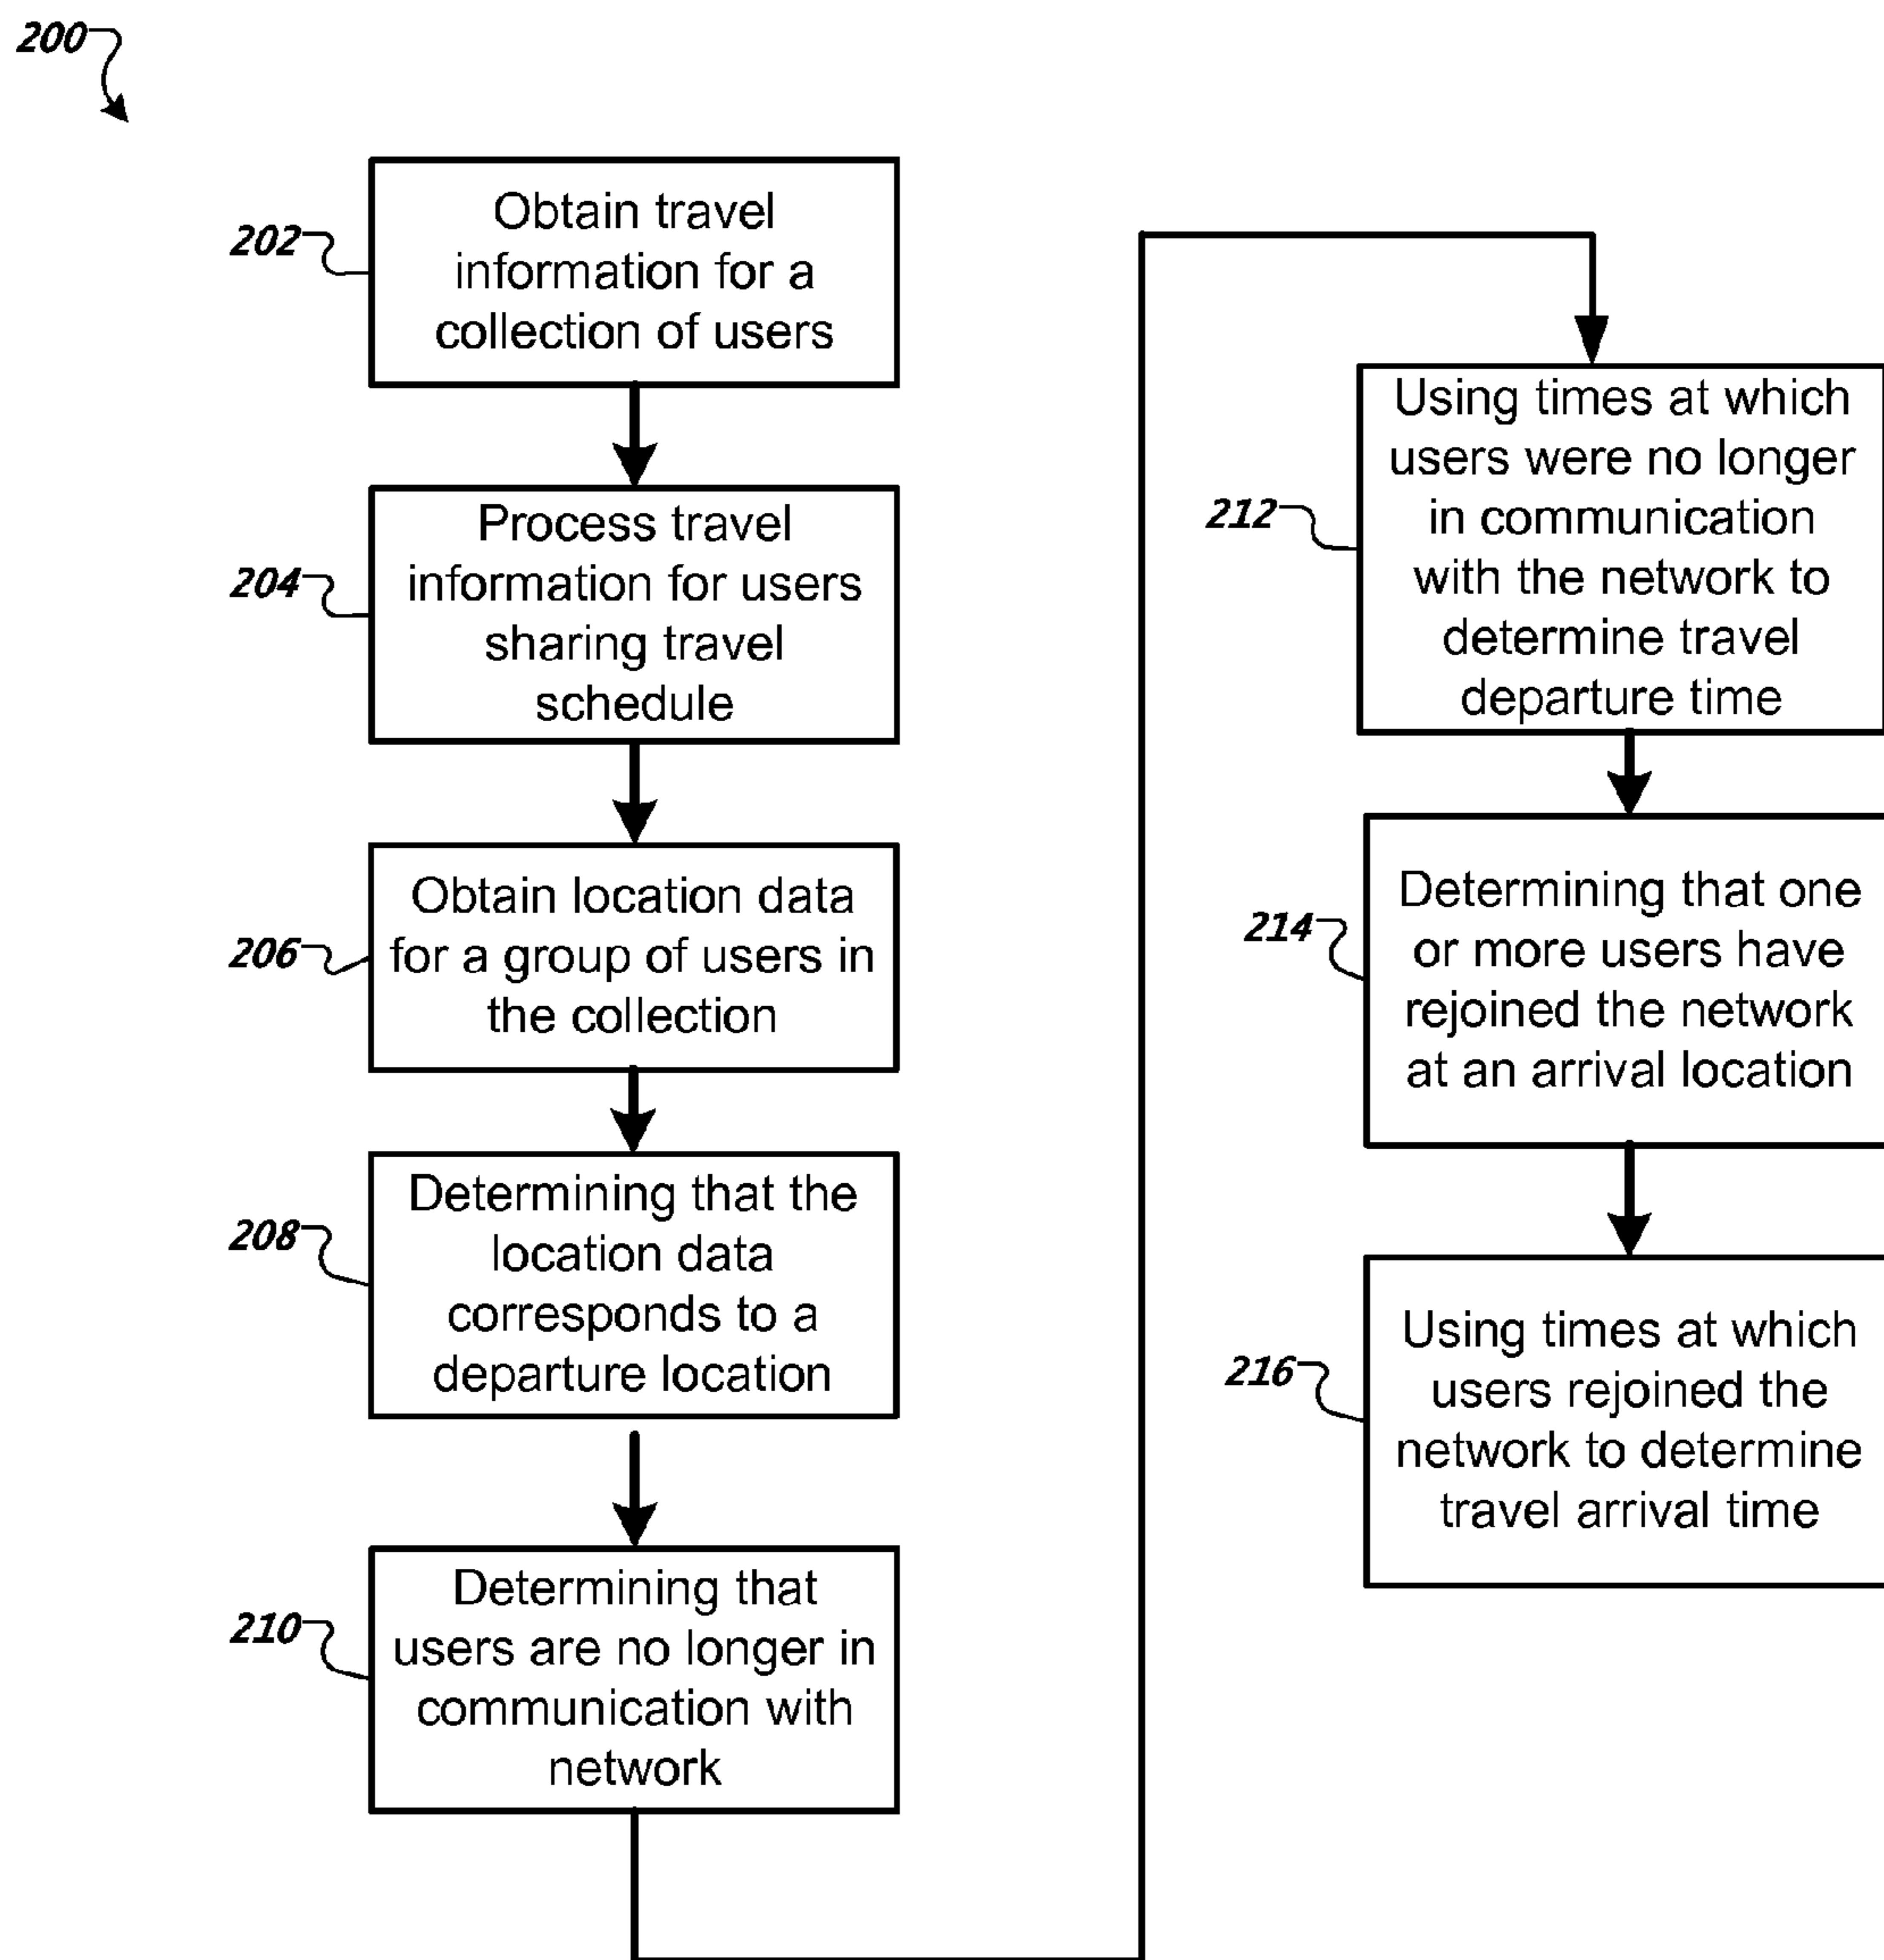 200
202
Obtain travel
information for a
collection of users
204
Process travel
information for users
sharing travel
schedule
206
Obtain location data
for a group of users in
the collection
208
Determining that the
location data
corresponds to a
departure location
210
Determining that
users are no longer in
communication with
network
212
Using times at which
users were no longer
in communication
with the network to
determine travel
departure time
214
Determining that one
or more users have
rejoined the network
at an arrival location
216
Using times at which
users rejoined the
network to determine
travel arrival time